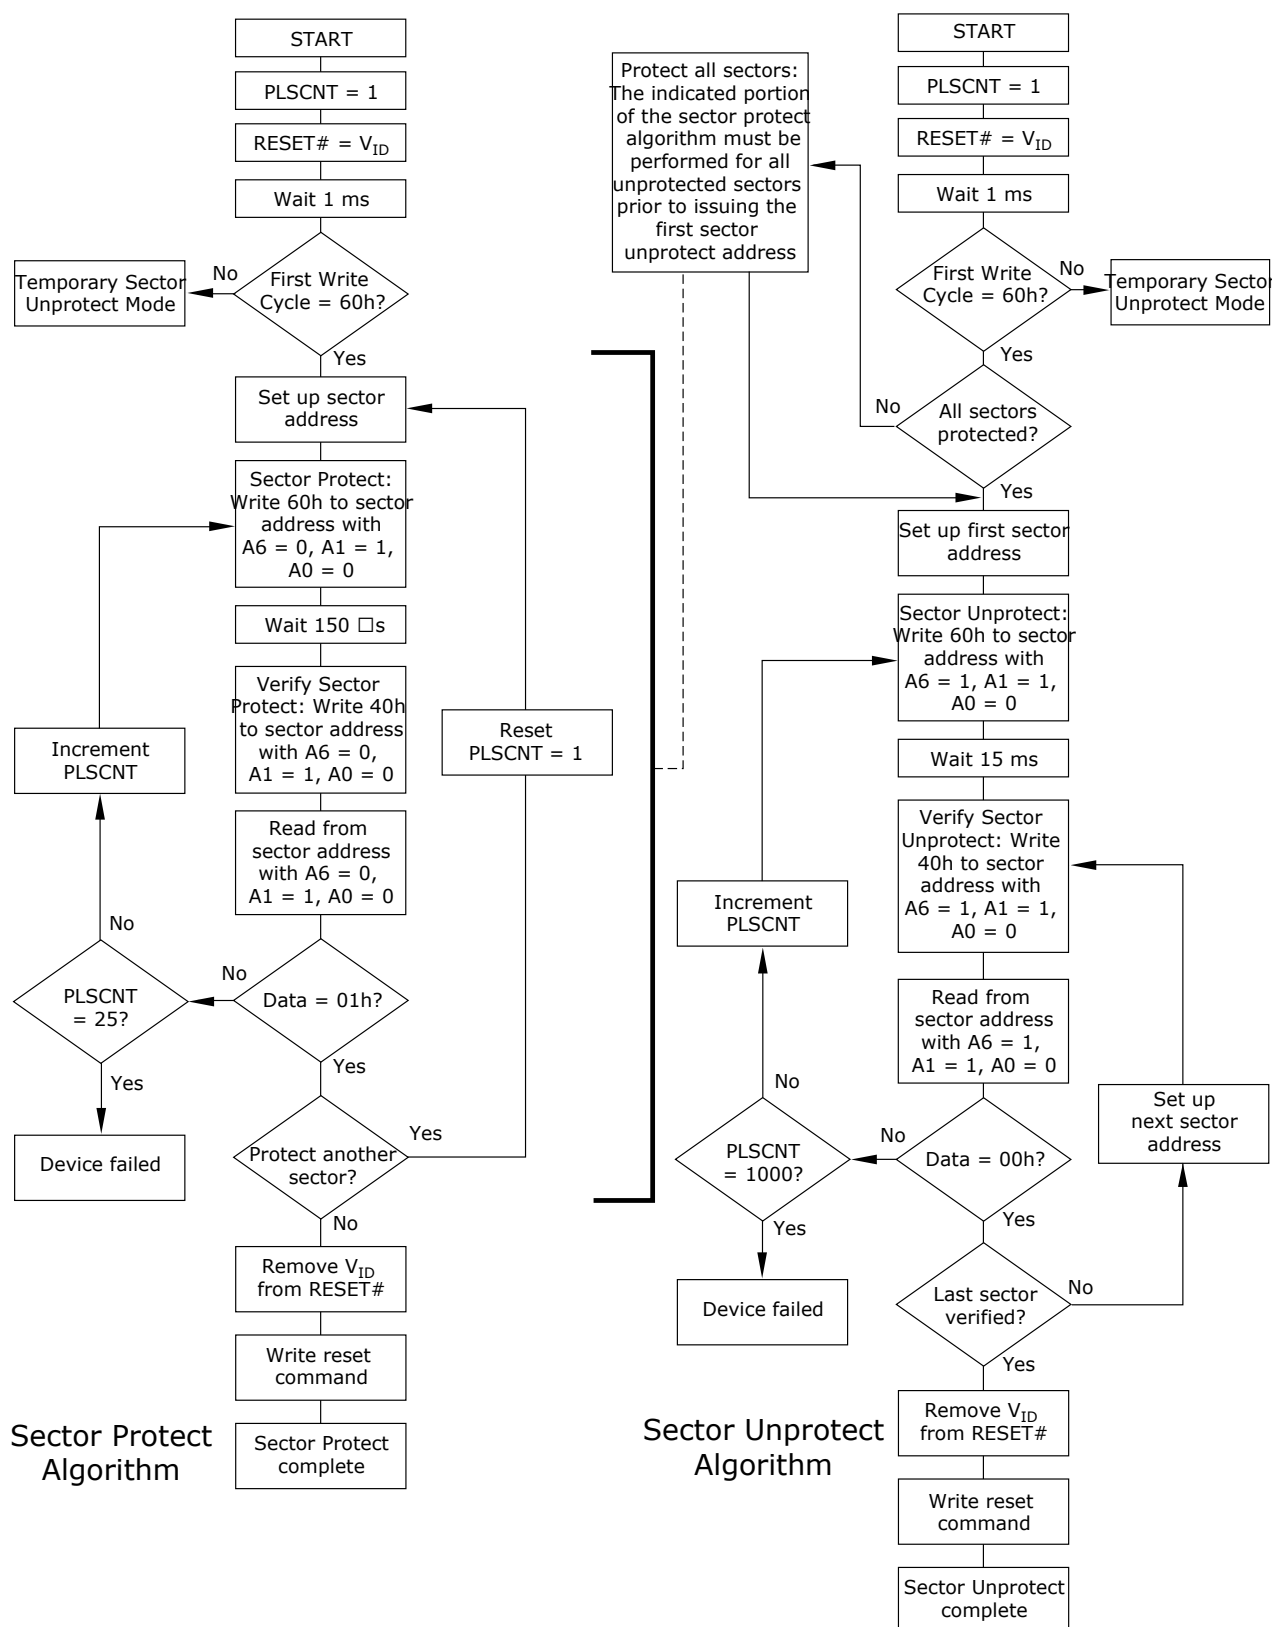 START
PLSCNT = 1
RESET# = VID
Wait 1 ms
First Write
Cycle = 60h?
No
Temporary Sector
Unprotect Mode
Yes
Set up sector
address
Sector Protect:
Write 60h to sector
address with
A6 = 0, A1 = 1,
A0 = 0
Wait 150 □s
Verify Sector
Protect: Write 40h
to sector address
with A6 = 0,
A1 = 1, A0 = 0
Increment
PLSCNT
Reset
PLSCNT = 1
Read from
sector address
with A6 = 0,
A1 = 1, A0 = 0
No
PLSCNT
= 25?
No
Data = 01h?
Yes
Yes
Device failed
Protect another
sector?
Yes
No
Remove VID
from RESET#
Write reset
command
Sector Protect
complete
Sector Protect
Algorithm
START
Protect all sectors:
The indicated portion
of the sector protect
algorithm must be
performed for all
unprotected sectors
prior to issuing the
first sector
unprotect address
PLSCNT = 1
RESET# = VID
Wait 1 ms
First Write
Cycle = 60h?
No
Temporary Sector
Unprotect Mode
Yes
No
All sectors
protected?
Yes
Set up first sector
address
Sector Unprotect:
Write 60h to sector
address with
A6 = 1, A1 = 1,
A0 = 0
Wait 15 ms
Verify Sector
Unprotect: Write
40h to sector
address with
A6 = 1, A1 = 1,
A0 = 0
Increment
PLSCNT
Read from
sector address
with A6 = 1,
A1 = 1, A0 = 0
No
Set up
next sector
address
PLSCNT
= 1000?
No
Data = 00h?
Yes
Yes
Device failed
Last sector
verified?
No
Yes
Remove VID
from RESET#
Write reset
command
Sector Unprotect
complete
Sector Unprotect
Algorithm